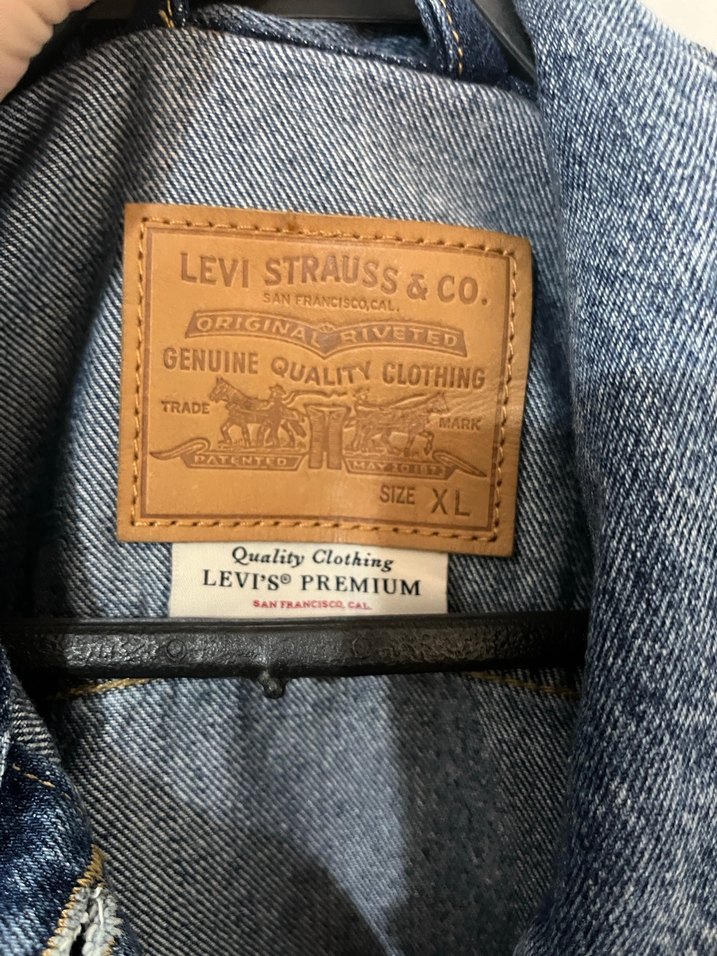 LEVI STRAUSS & CO.
SAN FRANCISCO, CAL.
ORIGINAL RIVETED
GENUINE QUALITY CLOTHING
TRADE MARK
PATENTED MAY 20 1873
SIZE XL
Quality Clothing
LEVI'S® PREMIUM
SAN FRANCISCO, CAL.